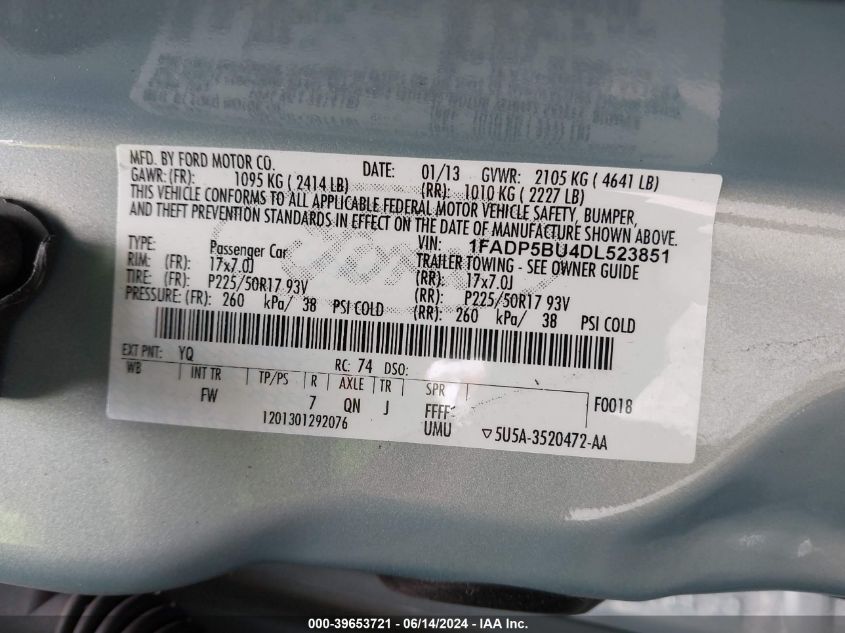 MFD. BY FORD MOTOR CO. DATE: 01/13 GVWR: 2105 KG ( 4641 LB)
GAWR: (FR): 1095 KG ( 2414 LB) (RR): 1010 KG ( 2227 LB)
THIS VEHICLE CONFORMS TO ALL APPLICABLE FEDERAL MOTOR VEHICLE SAFETY, BUMPER,
AND THEFT PREVENTION STANDARDS IN EFFECT ON THE DATE OF MANUFACTURE SHOWN ABOVE.
VIN: 1FADP5BU4DL523851
TYPE: Passenger Car TRAILER TOWING - SEE OWNER GUIDE
RIM: (FR): 17x7.0J (RR): 17x7.0J
TIRE: (FR): P225/50R17 93V (RR): P225/50R17 93V
PRESSURE: (FR): 260 kPa/ 38 PSI COLD (RR): 260 kPa/ 38 PSI COLD
EXT PNT: YQ RC: 74 DSO:
WB INT TR TP/PS R AXLE TR SPR F0018
FW 7 QN J FFFF
1201301292076 UMU ▽5U5A-3520472-AA
000-39653721 - 06/14/2024 - IAA Inc.